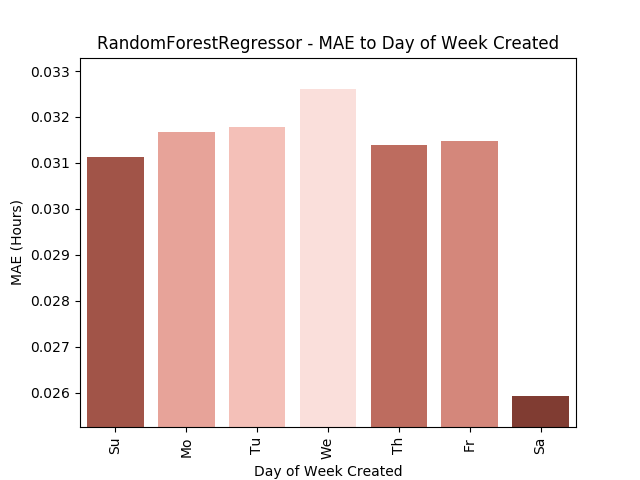 RandomForestRegressor - MAE to Day of Week Created
MAE (Hours)
0.033
0.032
0.031
0.030
0.029
0.028
0.027
0.026
Su
Mo
Tu
We
Th
Fr
Sa
Day of Week Created